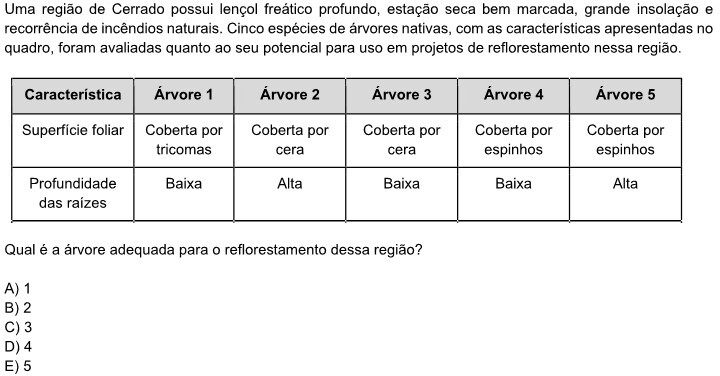 Uma região de Cerrado possui lençol freático profundo, estação seca bem marcada, grande insolação e
recorrência de incêndios naturais. Cinco espécies de árvores nativas, com as características apresentadas no
quadro, foram avaliadas quanto ao seu potencial para uso em projetos de reflorestamento nessa região.
Característica Árvore 1 Árvore 2 Árvore 3 Árvore 4 Árvore 5
Superfície foliar Coberta por Coberta por Coberta por Coberta por Coberta por
tricomas cera cera espinhos espinhos
Profundidade Baixa Alta Baixa Baixa Alta
das raízes
Qual é a árvore adequada para o reflorestamento dessa região?
A) 1
B) 2
C) 3
D) 4
E) 5